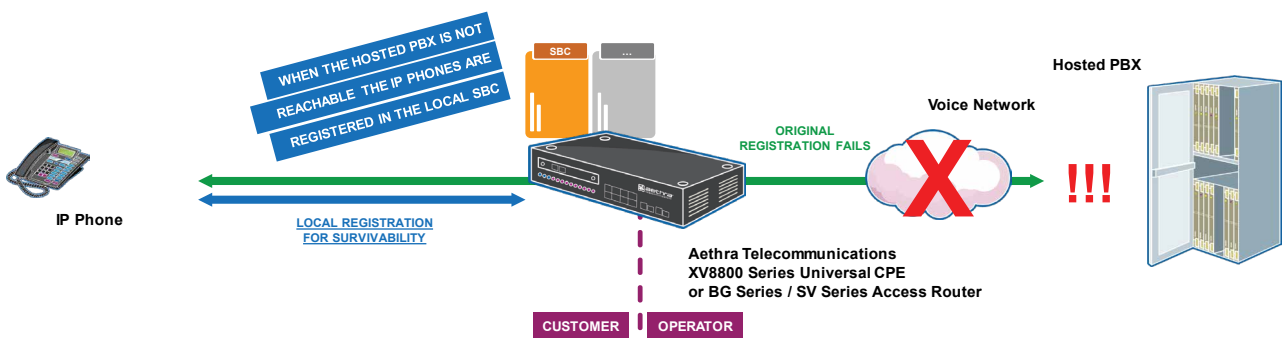 WHEN THE HOSTED PBX IS NOT
REACHABLE THE IP PHONES ARE
REGISTERED IN THE LOCAL SBC
SBC
...
Hosted PBX
Voice Network
ORIGINAL
REGISTRATION FAILS
X
!!!
aethra
IP Phone
LOCAL REGISTRATION
FOR SURVIVABILITY
Aethra Telecommunications
XV8800 Series Universal CPE
or BG Series / SV Series Access Router
CUSTOMER
OPERATOR